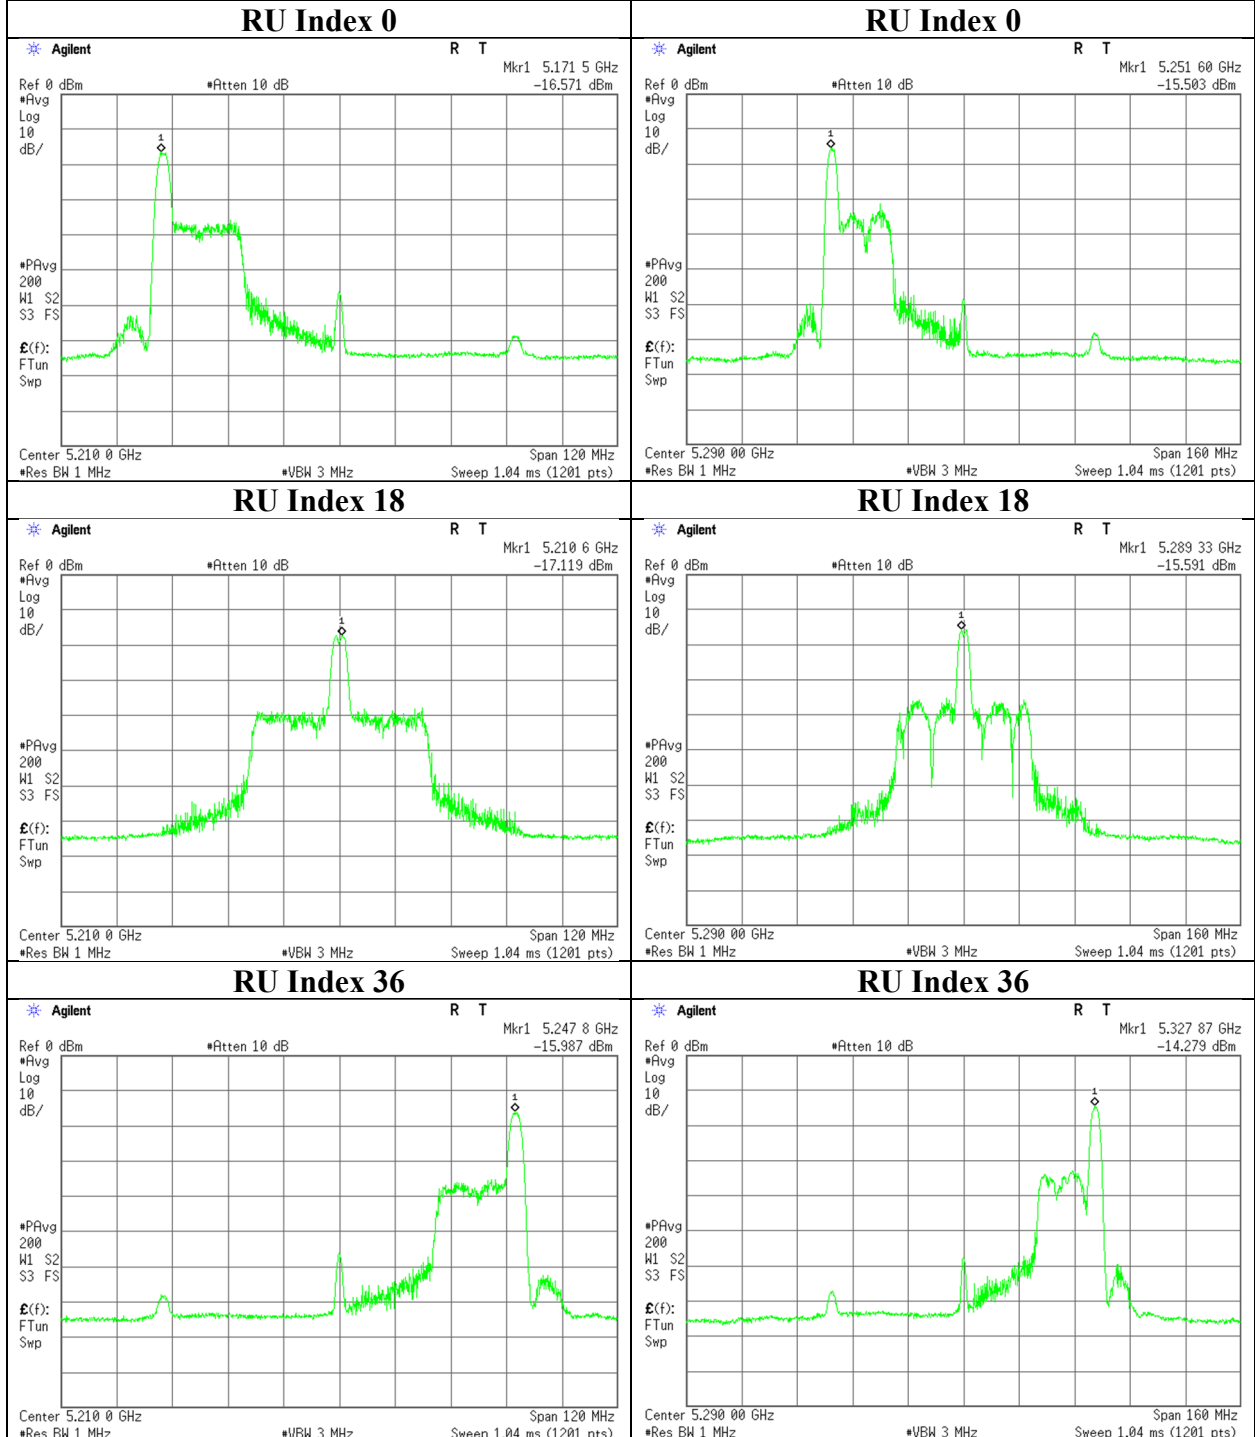 RU Index 0
Agilent R T
Mkr1 5.171 5 GHz
Ref 0 dBm #Atten 10 dB -16.571 dBm
#Avg
Log
10
dB/
1
#PAvg
200
W1 S2
S3 FS
£(f):
FTun
Swp
Center 5.210 0 GHz Span 120 MHz
#Res BW 1 MHz #VBW 3 MHz Sweep 1.04 ms (1201 pts)
RU Index 0
Agilent R T
Mkr1 5.251 60 GHz
Ref 0 dBm #Atten 10 dB -15.503 dBm
#Avg
Log
10
dB/
1
#PAvg
200
W1 S2
S3 FS
£(f):
FTun
Swp
Center 5.290 00 GHz Span 160 MHz
#Res BW 1 MHz #VBW 3 MHz Sweep 1.04 ms (1201 pts)
RU Index 18
Agilent R T
Mkr1 5.210 6 GHz
Ref 0 dBm #Atten 10 dB -17.119 dBm
#Avg
Log
10
dB/
1
#PAvg
200
W1 S2
S3 FS
£(f):
FTun
Swp
Center 5.210 0 GHz Span 120 MHz
#Res BW 1 MHz #VBW 3 MHz Sweep 1.04 ms (1201 pts)
RU Index 18
Agilent R T
Mkr1 5.289 33 GHz
Ref 0 dBm #Atten 10 dB -15.591 dBm
#Avg
Log
10
dB/
1
#PAvg
200
W1 S2
S3 FS
£(f):
FTun
Swp
Center 5.290 00 GHz Span 160 MHz
#Res BW 1 MHz #VBW 3 MHz Sweep 1.04 ms (1201 pts)
RU Index 36
Agilent R T
Mkr1 5.247 8 GHz
Ref 0 dBm #Atten 10 dB -15.987 dBm
#Avg
Log
10
dB/
1
#PAvg
200
W1 S2
S3 FS
£(f):
FTun
Swp
Center 5.210 0 GHz Span 120 MHz
#Res BW 1 MHz #VBW 3 MHz Sweep 1.04 ms (1201 pts)
RU Index 36
Agilent R T
Mkr1 5.327 87 GHz
Ref 0 dBm #Atten 10 dB -14.279 dBm
#Avg
Log
10
dB/
1
#PAvg
200
W1 S2
S3 FS
£(f):
FTun
Swp
Center 5.290 00 GHz Span 160 MHz
#Res BW 1 MHz #VBW 3 MHz Sweep 1.04 ms (1201 pts)